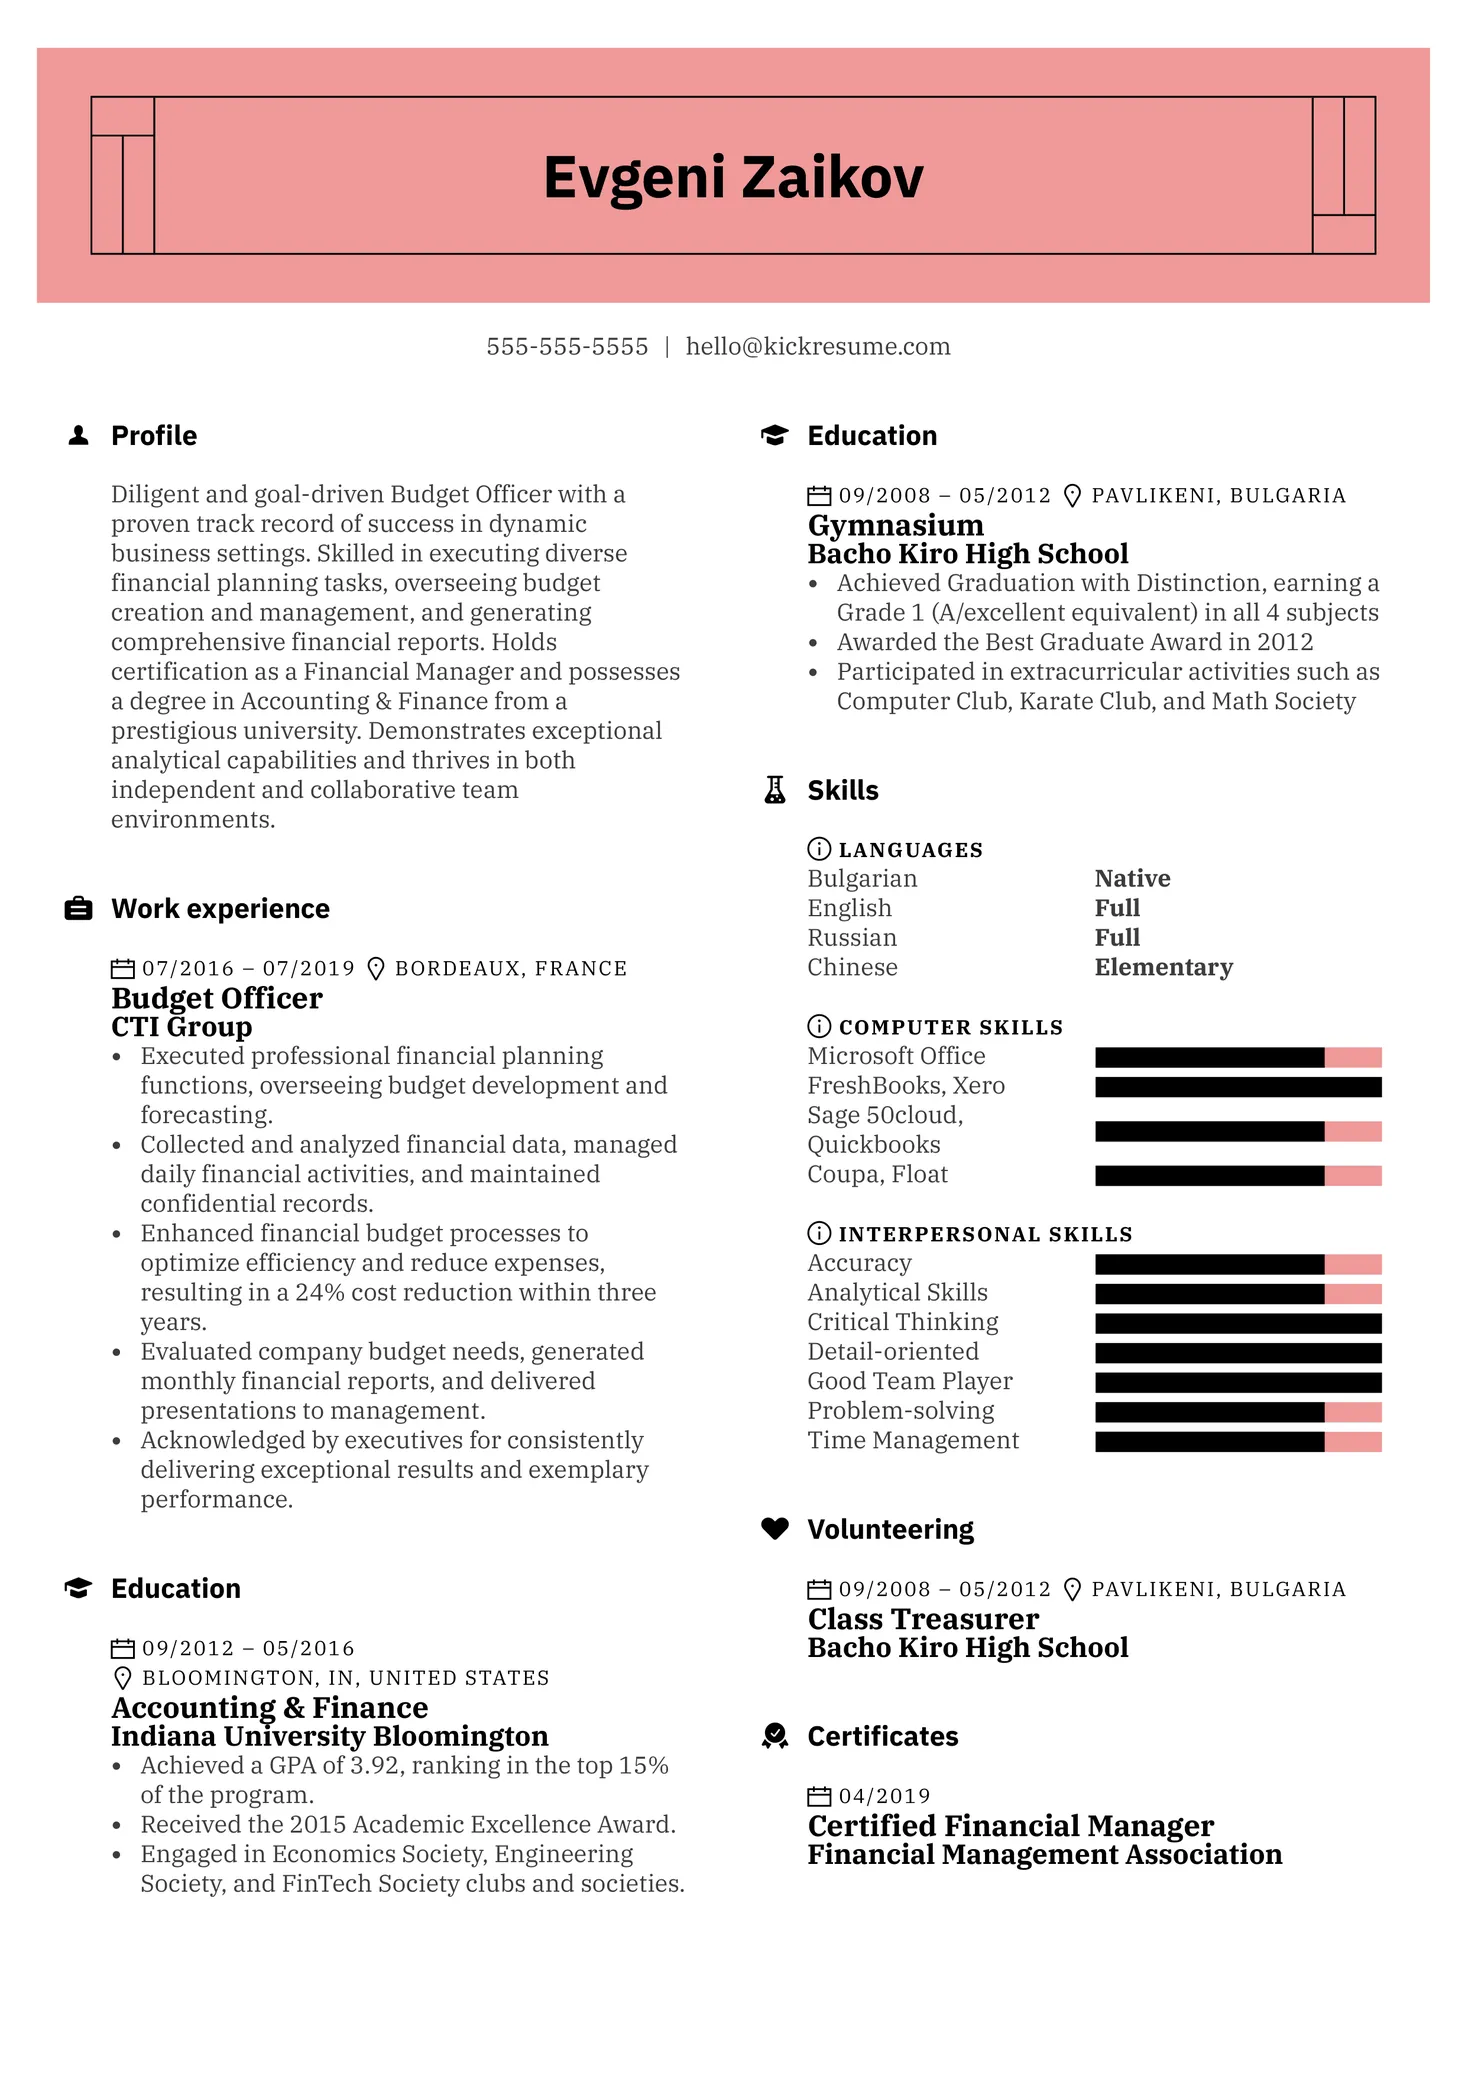 Evgeni Zaikov
555-555-5555 | hello@kickresume.com
Profile
Diligent and goal-driven Budget Officer with a
proven track record of success in dynamic
business settings. Skilled in executing diverse
financial planning tasks, overseeing budget
creation and management, and generating
comprehensive financial reports. Holds
certification as a Financial Manager and possesses
a degree in Accounting & Finance from a
prestigious university. Demonstrates exceptional
analytical capabilities and thrives in both
independent and collaborative team
environments.
Work experience
07/2016 – 07/2019 BORDEAUX, FRANCE
Budget Officer
CTI Group
• Executed professional financial planning
functions, overseeing budget development and
forecasting.
• Collected and analyzed financial data, managed
daily financial activities, and maintained
confidential records.
• Enhanced financial budget processes to
optimize efficiency and reduce expenses,
resulting in a 24% cost reduction within three
years.
• Evaluated company budget needs, generated
monthly financial reports, and delivered
presentations to management.
• Acknowledged by executives for consistently
delivering exceptional results and exemplary
performance.
Education
09/2012 – 05/2016
BLOOMINGTON, IN, UNITED STATES
Accounting & Finance
Indiana University Bloomington
• Achieved a GPA of 3.92, ranking in the top 15%
of the program.
• Received the 2015 Academic Excellence Award.
• Engaged in Economics Society, Engineering
Society, and FinTech Society clubs and societies.
Education
09/2008 – 05/2012 PAVLIKENI, BULGARIA
Gymnasium
Bacho Kiro High School
• Achieved Graduation with Distinction, earning a
Grade 1 (A/excellent equivalent) in all 4 subjects
• Awarded the Best Graduate Award in 2012
• Participated in extracurricular activities such as
Computer Club, Karate Club, and Math Society
Skills
LANGUAGES
Bulgarian Native
English Full
Russian Full
Chinese Elementary
COMPUTER SKILLS
Microsoft Office
FreshBooks, Xero
Sage 50cloud,
Quickbooks
Coupa, Float
INTERPERSONAL SKILLS
Accuracy
Analytical Skills
Critical Thinking
Detail-oriented
Good Team Player
Problem-solving
Time Management
Volunteering
09/2008 – 05/2012 PAVLIKENI, BULGARIA
Class Treasurer
Bacho Kiro High School
Certificates
04/2019
Certified Financial Manager
Financial Management Association